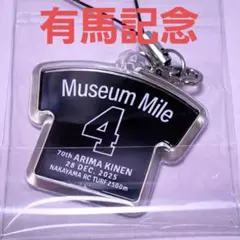 有馬記念
Museum Mile
4
70th ARIMA KINEN
28 DEC. 2025
NAKAYAMA RC TURF 2500m